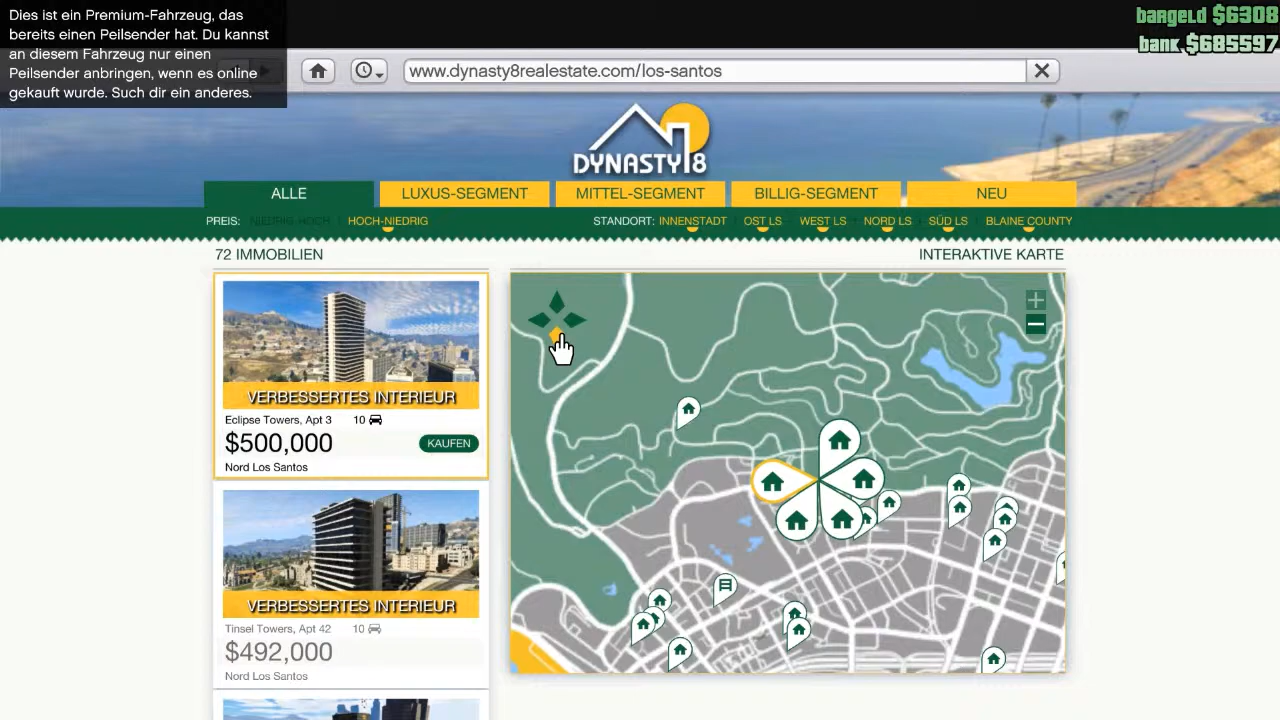 Dies ist ein Premium-Fahrzeug, das
bereits einen Peilsender hat. Du kannst
an diesem Fahrzeug nur einen
Peilsender anbringen, wenn es online
gekauft wurde. Such dir ein anderes.
bargeld $6308
bank $685597
www.dynasty8realestate.com/los-santos
DYNASTY 8
ALLE LUXUS-SEGMENT MITTEL-SEGMENT BILLIG-SEGMENT NEU
PREIS: NIEDRIG-HOCH HOCH-NIEDRIG STANDORT: INNENSTADT OST LS WEST LS NORD LS SÜD LS BLAINE COUNTY
72 IMMOBILIEN INTERAKTIVE KARTE
VERBESSERTES INTERIEUR
Eclipse Towers, Apt 3 10
$500,000 KAUFEN
Nord Los Santos
VERBESSERTES INTERIEUR
Tinsel Towers, Apt 42 10
$492,000
Nord Los Santos